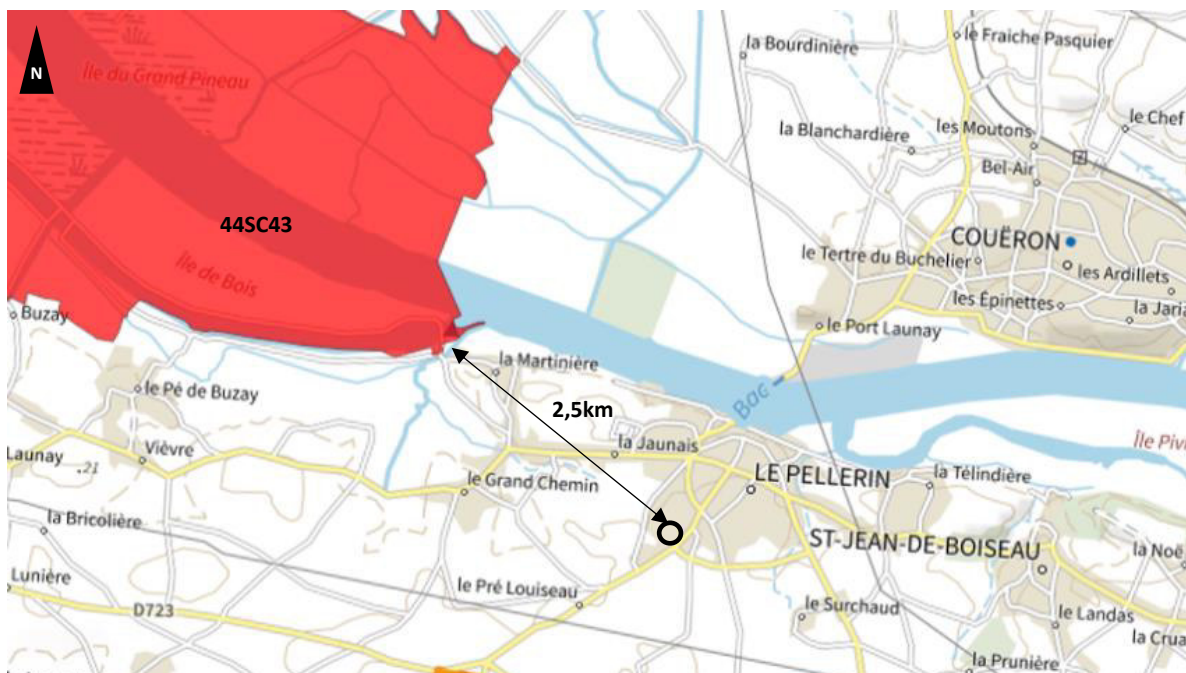 N
la Bourdinière
le Fraiche Pasquier
Île du Grand Pineau
la Blanchardière
les Moutons
le Chef
Bel-Air
44SC43
COUËRON
le Tertre du Buchelier
les Ardillets
Île de Bois
les Épinettes
la Jaria
Buzay
le Port Launay
la Martinière
le Pé de Buzay
Bac
2,5km
Île Piv
Vièvre
la Jaunais
Launay
.21
le Grand Chemin
LE PELLERIN
la Télindière
la Bricolière
ST-JEAN-DE-BOISEAU
la Noë
Lunière
le Pré Louiseau
D723
le Surchaud
le Landas
la Crua
la Prunière